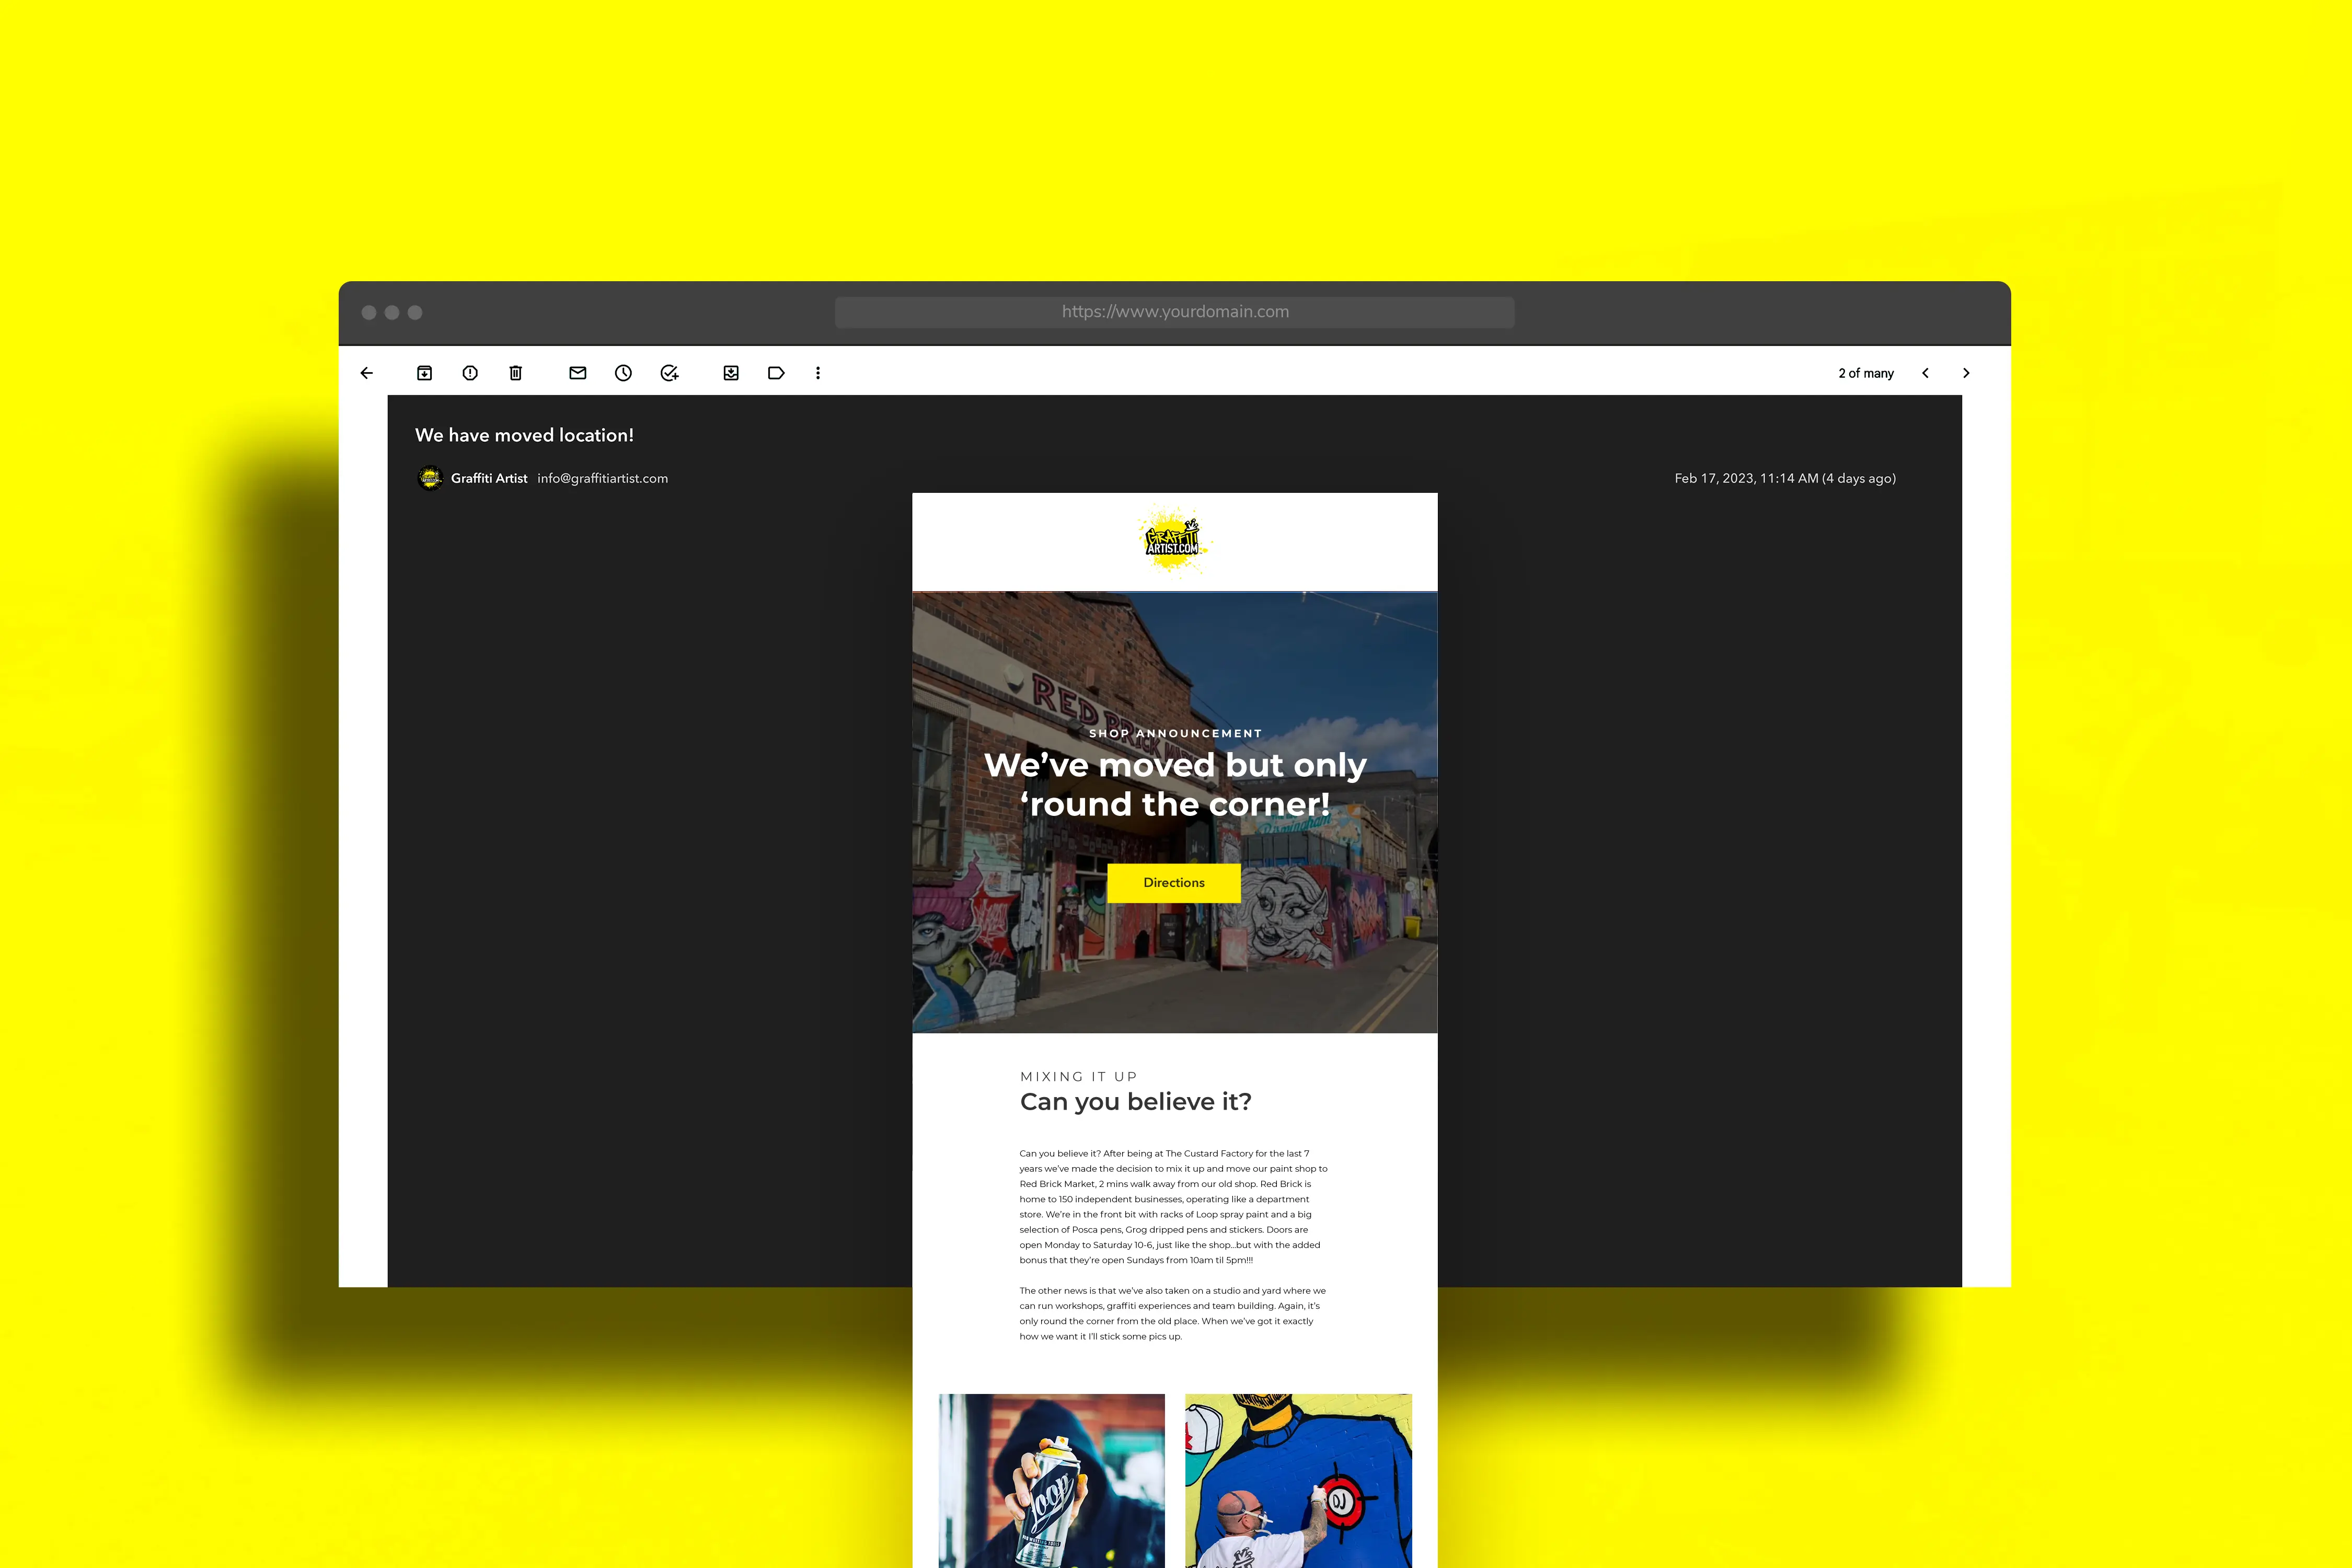 https://www.yourdomain.com
2 of many
We have moved location!
Graffiti Artist info@graffitiartist.com
Feb 17, 2023, 11:14 AM (4 days ago)
GRAFFITI
ARTIST.COM
RED BRICK MARKET
SHOP ANNOUNCEMENT
We’ve moved but only
‘round the corner!
Birmingham
Directions
MIXING IT UP
Can you believe it?
Can you believe it? After being at The Custard Factory for the last 7
years we’ve made the decision to mix it up and move our paint shop to
Red Brick Market, 2 mins walk away from our old shop. Red Brick is
home to 150 independent businesses, operating like a department
store. We’re in the front bit with racks of Loop spray paint and a big
selection of Posca pens, Grog dripped pens and stickers. Doors are
open Monday to Saturday 10-6, just like the shop...but with the added
bonus that they’re open Sundays from 10am til 5pm!!!
The other news is that we’ve also taken on a studio and yard where we
can run workshops, graffiti experiences and team building. Again, it’s
only round the corner from the old place. When we’ve got it exactly
how we want it I’ll stick some pics up.
Loop
DJ